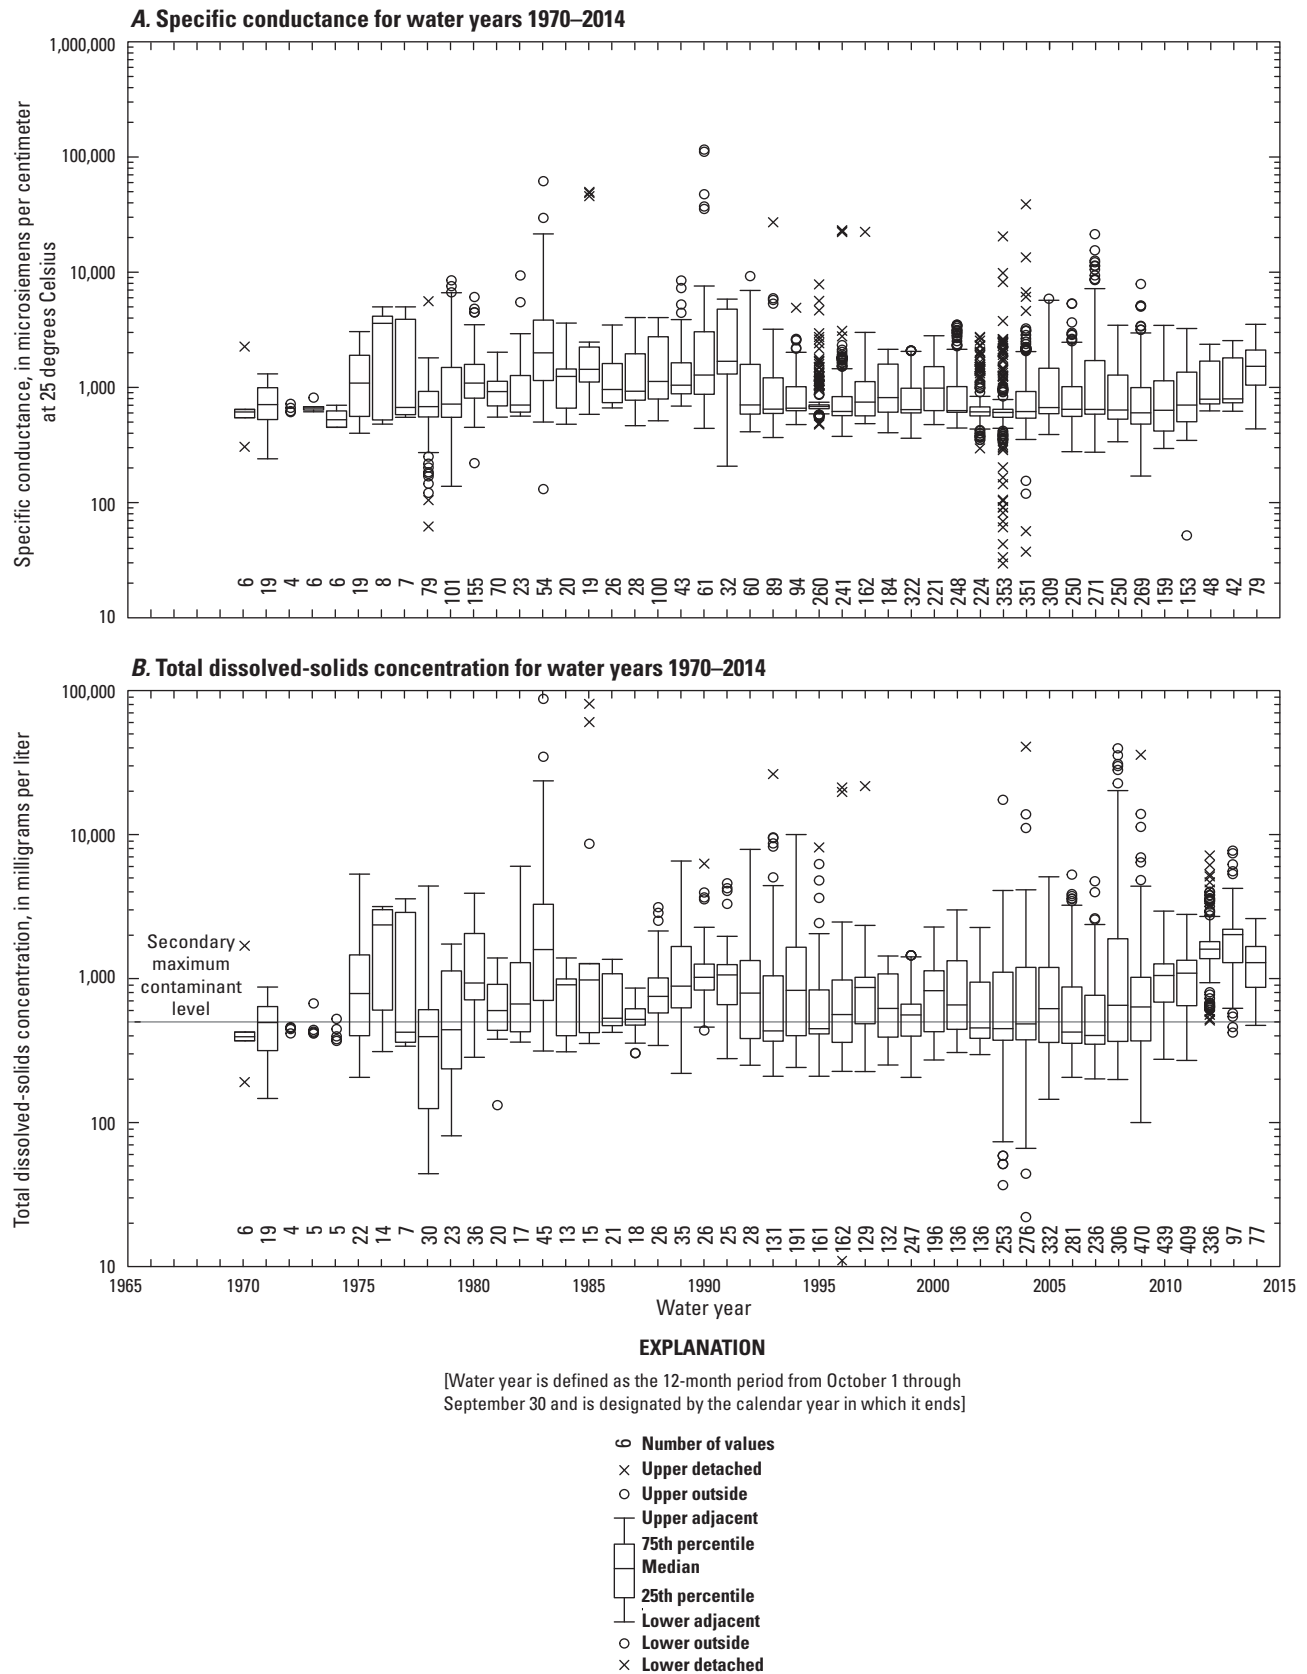 A. Specific conductance for water years 1970–2014
1,000,000
100,000
10,000
1,000
100
10
Specific conductance, in microsiemens per centimeter
at 25 degrees Celsius
6 19 4 6 6 19 8 7 79 101 155 70 23 54 20 19 26 28 100 43 61 32 60 89 94 260 241 162 184 322 221 248 224 353 351 309 250 271 250 269 159 153 48 42 79
B. Total dissolved-solids concentration for water years 1970–2014
100,000
10,000
1,000
100
10
Total dissolved-solids concentration, in milligrams per liter
Secondary
maximum
contaminant
level
6 19 4 5 5 22 14 7 30 23 36 20 17 45 13 15 21 18 26 35 26 25 28 131 191 161 162 129 132 247 196 136 136 253 276 332 281 236 306 470 439 409 336 97 77
1965 1970 1975 1980 1985 1990 1995 2000 2005 2010 2015
Water year
EXPLANATION
[Water year is defined as the 12-month period from October 1 through
September 30 and is designated by the calendar year in which it ends]
6 Number of values
Upper detached
Upper outside
Upper adjacent
75th percentile
Median
25th percentile
Lower adjacent
Lower outside
Lower detached